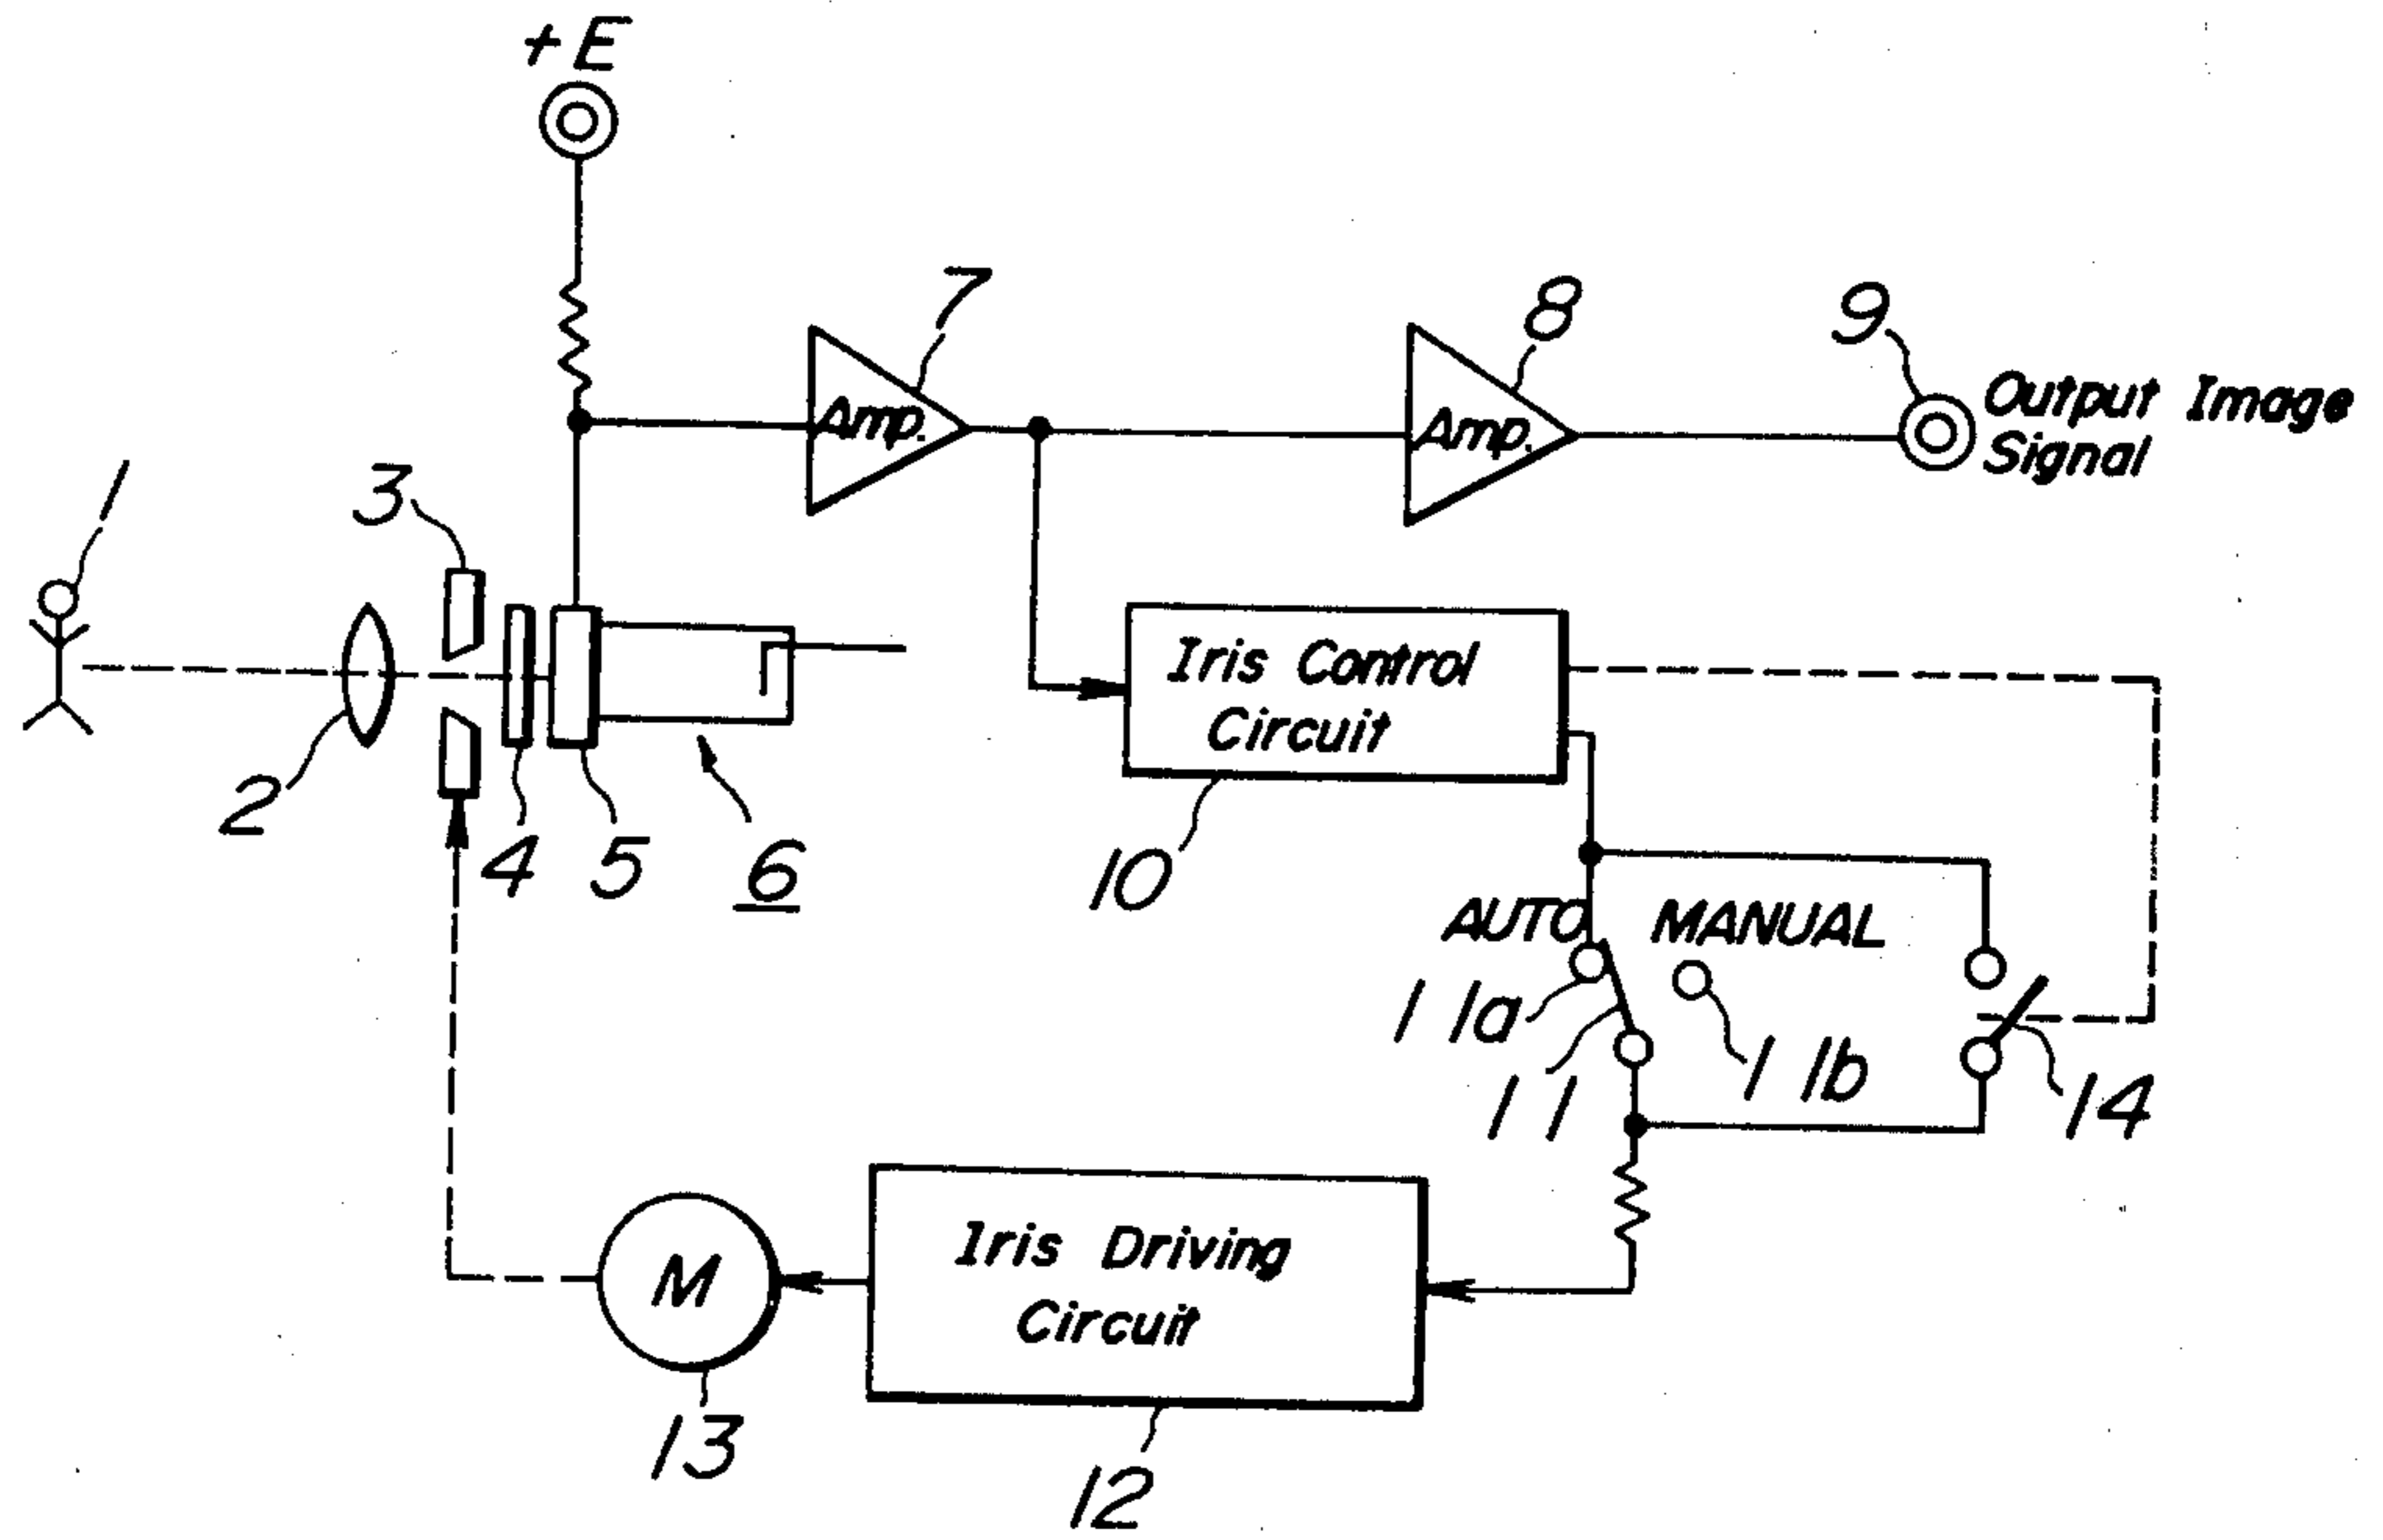 +E
7
8
9
Output Image
Signal
Amp.
Amp.
1
3
2
4
5
6
Iris Control
Circuit
10
AUTO
MANUAL
11a
11
11b
14
Iris Driving
Circuit
M
13
12